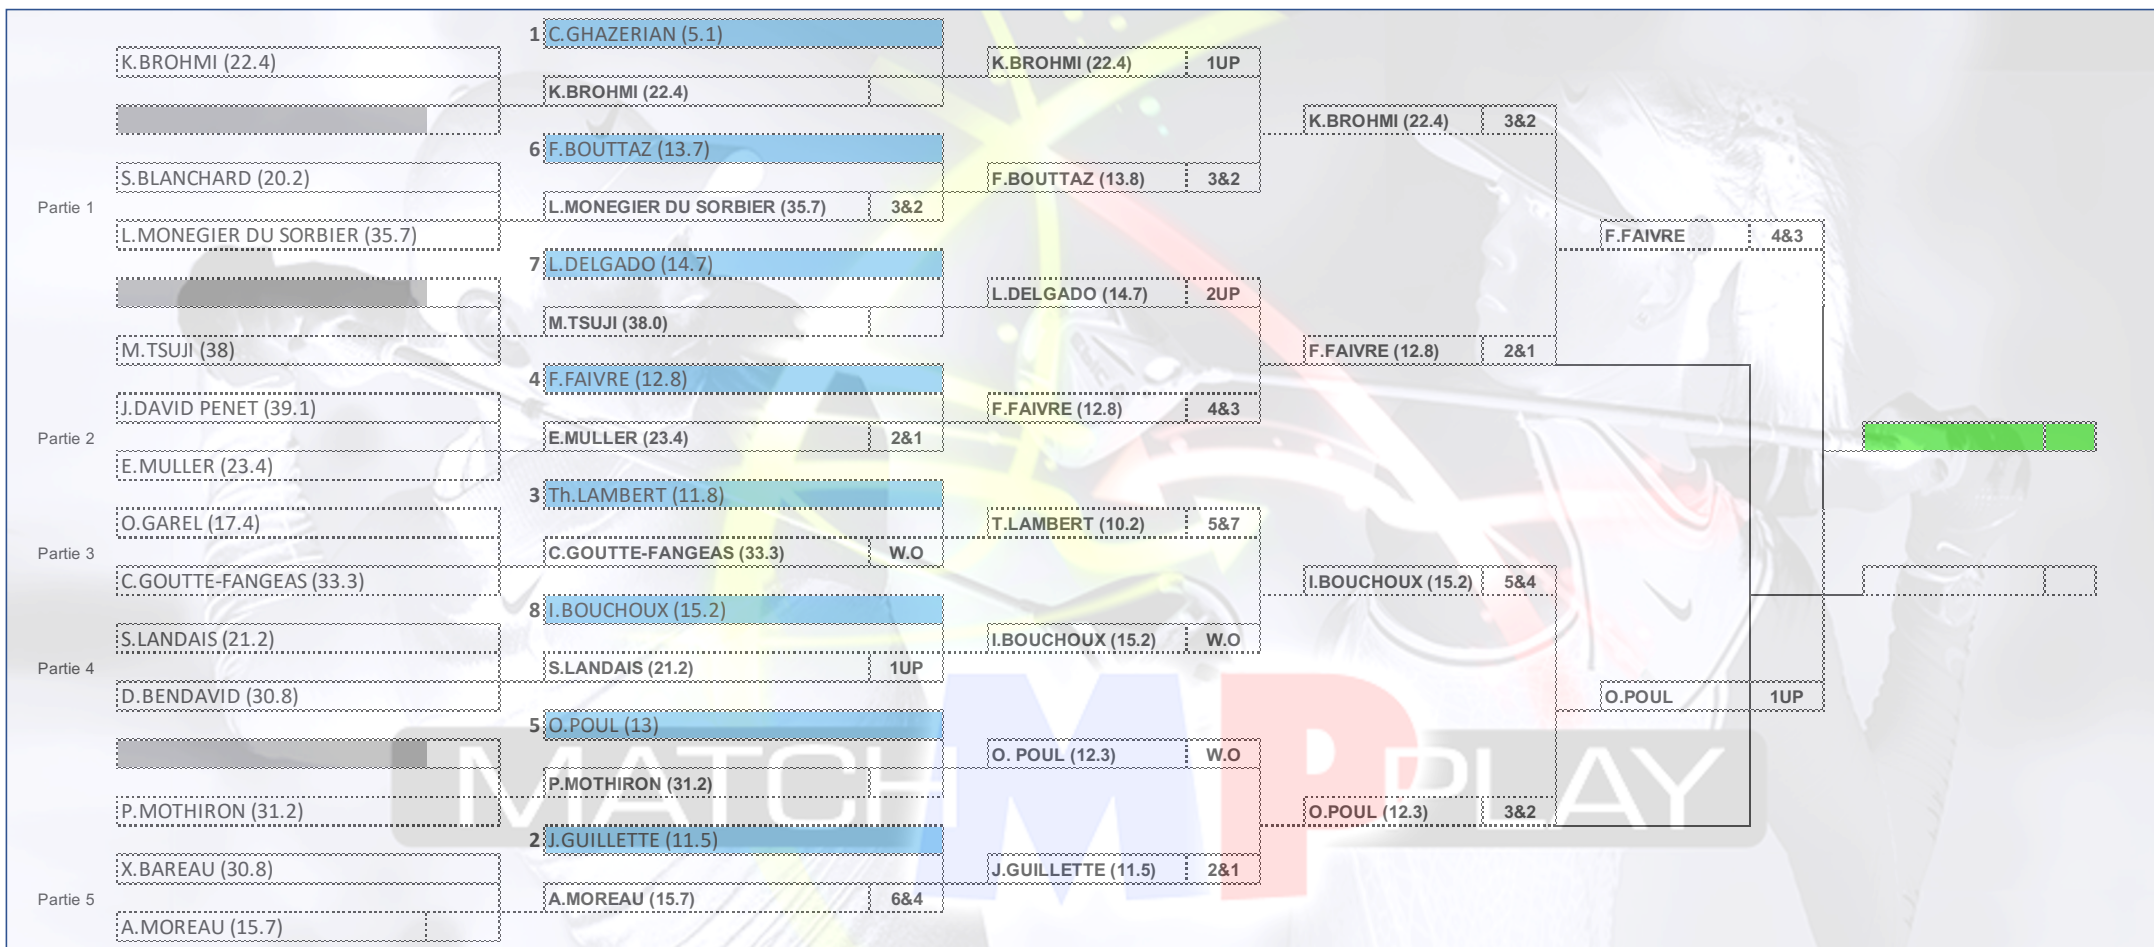 1 C.GHAZERIAN (5.1)
K.BROHMI (22.4)
K.BROHMI (22.4) 1UP
K.BROHMI (22.4)
K.BROHMI (22.4) 3&2
6 F.BOUTTAZ (13.7)
S.BLANCHARD (20.2)
F.BOUTTAZ (13.8) 3&2
Partie 1
L.MONEGIER DU SORBIER (35.7) 3&2
L.MONEGIER DU SORBIER (35.7)
F.FAIVRE 4&3
7 L.DELGADO (14.7)
L.DELGADO (14.7) 2UP
M.TSUJI (38.0)
M.TSUJI (38)
F.FAIVRE (12.8) 2&1
4 F.FAIVRE (12.8)
J.DAVID PENET (39.1)
F.FAIVRE (12.8) 4&3
Partie 2
E.MULLER (23.4) 2&1
E.MULLER (23.4)
3 Th.LAMBERT (11.8)
O.GAREL (17.4)
T.LAMBERT (10.2) 5&7
Partie 3
C.GOUTTE-FANGEAS (33.3) W.O
C.GOUTTE-FANGEAS (33.3)
I.BOUCHOUX (15.2) 5&4
8 I.BOUCHOUX (15.2)
S.LANDAIS (21.2)
I.BOUCHOUX (15.2) W.O
Partie 4
S.LANDAIS (21.2) 1UP
D.BENDAVID (30.8)
O.POUL 1UP
5 O.POUL (13)
O. POUL (12.3) W.O
P.MOTHIRON (31.2)
P.MOTHIRON (31.2)
O.POUL (12.3) 3&2
MATCH MP PLAY
2 J.GUILLETTE (11.5)
X.BAREAU (30.8)
J.GUILLETTE (11.5) 2&1
Partie 5
A.MOREAU (15.7) 6&4
A.MOREAU (15.7)